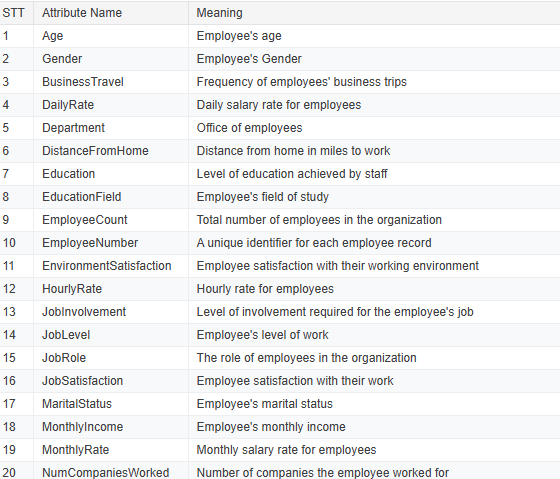 STT Attribute Name Meaning
1 Age Employee's age
2 Gender Employee's Gender
3 BusinessTravel Frequency of employees' business trips
4 DailyRate Daily salary rate for employees
5 Department Office of employees
6 DistanceFromHome Distance from home in miles to work
7 Education Level of education achieved by staff
8 EducationField Employee's field of study
9 EmployeeCount Total number of employees in the organization
10 EmployeeNumber A unique identifier for each employee record
11 EnvironmentSatisfaction Employee satisfaction with their working environment
12 HourlyRate Hourly rate for employees
13 JobInvolvement Level of involvement required for the employee's job
14 JobLevel Employee's level of work
15 JobRole The role of employees in the organization
16 JobSatisfaction Employee satisfaction with their work
17 MaritalStatus Employee's marital status
18 MonthlyIncome Employee's monthly income
19 MonthlyRate Monthly salary rate for employees
20 NumCompaniesWorked Number of companies the employee worked for